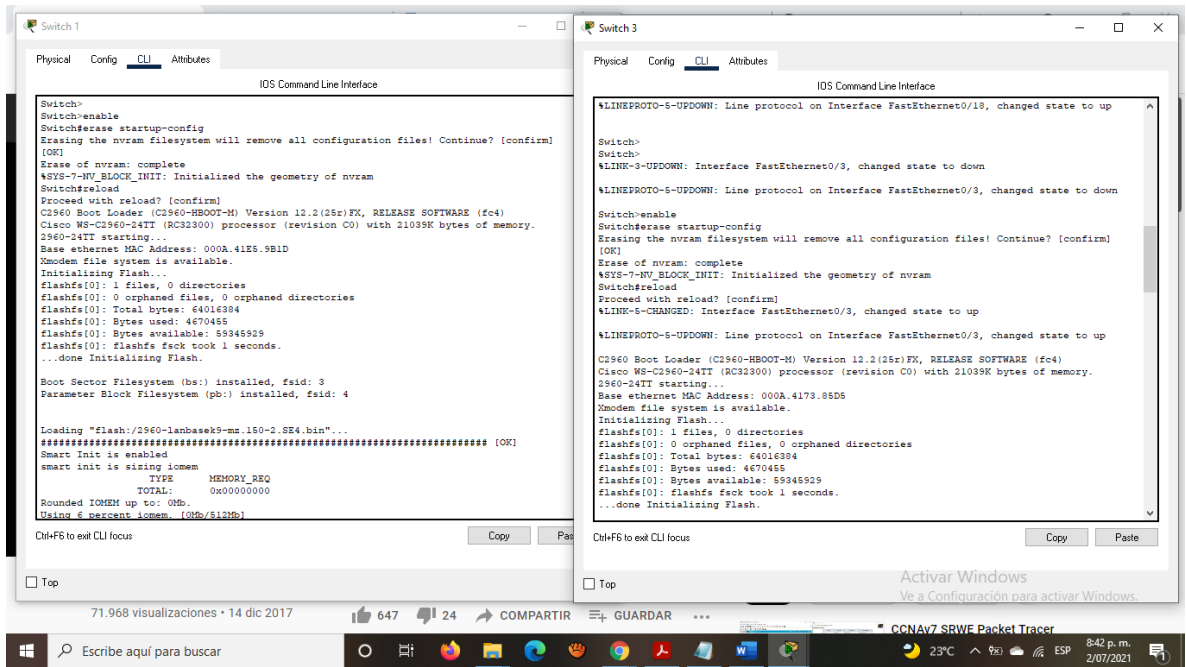 Switch 1
Physical Config CLI Attributes
IOS Command Line Interface
Switch>
Switch>enable
Switch#erase startup-config
Erasing the nvram filesystem will remove all configuration files! Continue? [confirm]
[OK]
Erase of nvram: complete
%SYS-7-NV_BLOCK_INIT: Initialized the geometry of nvram
Switch#reload
Proceed with reload? [confirm]
C2960 Boot Loader (C2960-HBOOT-M) Version 12.2(25r)FX, RELEASE SOFTWARE (fc4)
Cisco WS-C2960-24TT (RC32300) processor (revision C0) with 21039K bytes of memory.
2960-24TT starting...
Base ethernet MAC Address: 000A.41E5.9B1D
Xmodem file system is available.
Initializing Flash...
flashfs[0]: 1 files, 0 directories
flashfs[0]: 0 orphaned files, 0 orphaned directories
flashfs[0]: Total bytes: 64016384
flashfs[0]: Bytes used: 4670455
flashfs[0]: Bytes available: 59345929
flashfs[0]: flashfs fsck took 1 seconds.
...done Initializing Flash.
Boot Sector Filesystem (bs:) installed, fsid: 3
Parameter Block Filesystem (pb:) installed, fsid: 4
Loading "flash:/2960-lanbasek9-mz.150-2.SE4.bin"...
########################################################################## [OK]
Smart Init is enabled
smart init is sizing iomem
TYPE MEMORY_REQ
TOTAL: 0x00000000
Rounded IOMEM up to: 0Mb.
Using 6 percent iomem. [0Mb/512Mb]
Ctrl+F6 to exit CLI focus
Copy Pas
Top
Switch 3
Physical Config CLI Attributes
IOS Command Line Interface
%LINEPROTO-5-UPDOWN: Line protocol on Interface FastEthernet0/18, changed state to up
Switch>
Switch>
%LINK-3-UPDOWN: Interface FastEthernet0/3, changed state to down
%LINEPROTO-5-UPDOWN: Line protocol on Interface FastEthernet0/3, changed state to down
Switch>enable
Switch#erase startup-config
Erasing the nvram filesystem will remove all configuration files! Continue? [confirm]
[OK]
Erase of nvram: complete
%SYS-7-NV_BLOCK_INIT: Initialized the geometry of nvram
Switch#reload
Proceed with reload? [confirm]
%LINK-5-CHANGED: Interface FastEthernet0/3, changed state to up
%LINEPROTO-5-UPDOWN: Line protocol on Interface FastEthernet0/3, changed state to up
C2960 Boot Loader (C2960-HBOOT-M) Version 12.2(25r)FX, RELEASE SOFTWARE (fc4)
Cisco WS-C2960-24TT (RC32300) processor (revision C0) with 21039K bytes of memory.
2960-24TT starting...
Base ethernet MAC Address: 000A.4173.85D5
Xmodem file system is available.
Initializing Flash...
flashfs[0]: 1 files, 0 directories
flashfs[0]: 0 orphaned files, 0 orphaned directories
flashfs[0]: Total bytes: 64016384
flashfs[0]: Bytes used: 4670455
flashfs[0]: Bytes available: 59345929
flashfs[0]: flashfs fsck took 1 seconds.
...done Initializing Flash.
Ctrl+F6 to exit CLI focus
Copy Paste
Top
Activar Windows
Ve a Configuración para activar Windows.
71.968 visualizaciones • 14 dic 2017
647 24 COMPARTIR GUARDAR
CCNAv7 SRWE Packet Tracer
Escribe aquí para buscar
23°C ESP
8:42 p. m.
2/07/2021